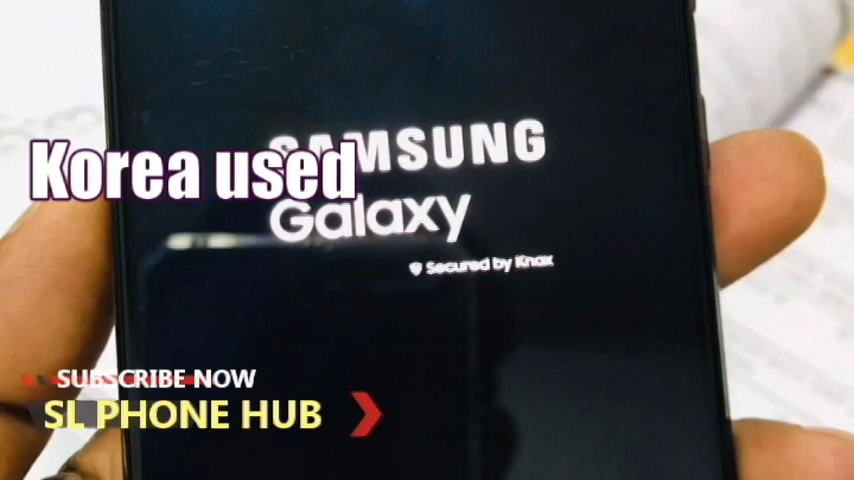 SAMSUNG
Korea used
Galaxy
Secured by Knox
SUBSCRIBE NOW
SL PHONE HUB